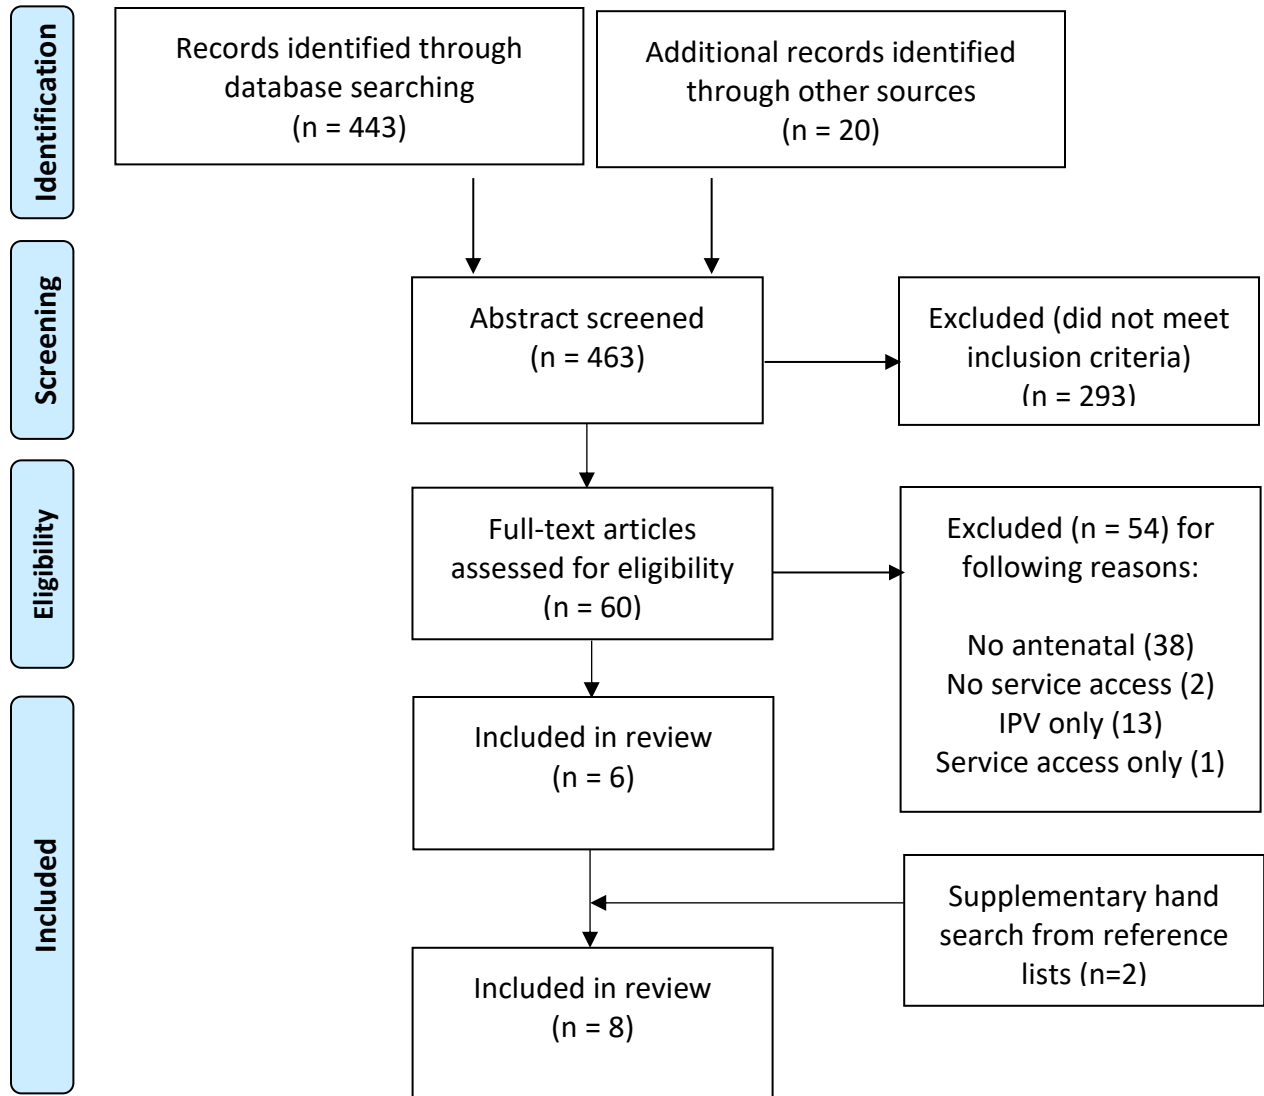 Identification
Records identified through
database searching
(n = 443)
Additional records identified
through other sources
(n = 20)
Screening
Abstract screened
(n = 463)
Excluded (did not meet
inclusion criteria)
(n = 293)
Eligibility
Full-text articles
assessed for eligibility
(n = 60)
Excluded (n = 54) for
following reasons:
No antenatal (38)
No service access (2)
IPV only (13)
Service access only (1)
Included
Included in review
(n = 6)
Supplementary hand
search from reference
lists (n=2)
Included in review
(n = 8)